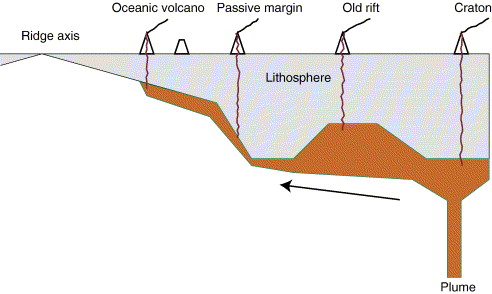 Oceanic volcano Passive margin Old rift Craton
Ridge axis
Lithosphere
Plume